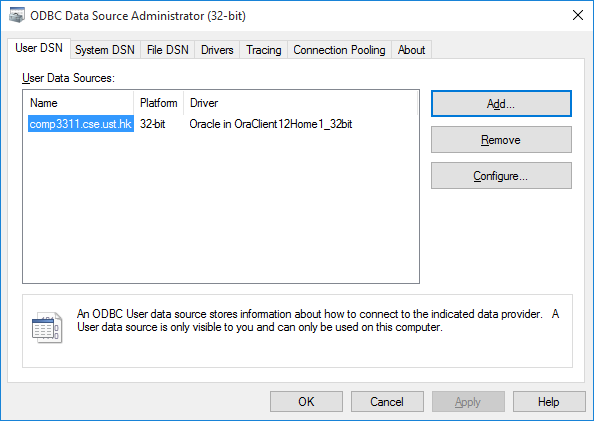 ODBC Data Source Administrator (32-bit)
User DSN System DSN File DSN Drivers Tracing Connection Pooling About
User Data Sources:
Name Platform Driver
comp3311.cse.ust.hk 32-bit Oracle in OraClient12Home1_32bit
Add...
Remove
Configure...
An ODBC User data source stores information about how to connect to the indicated data provider. A
User data source is only visible to you and can only be used on this computer.
OK Cancel Apply Help